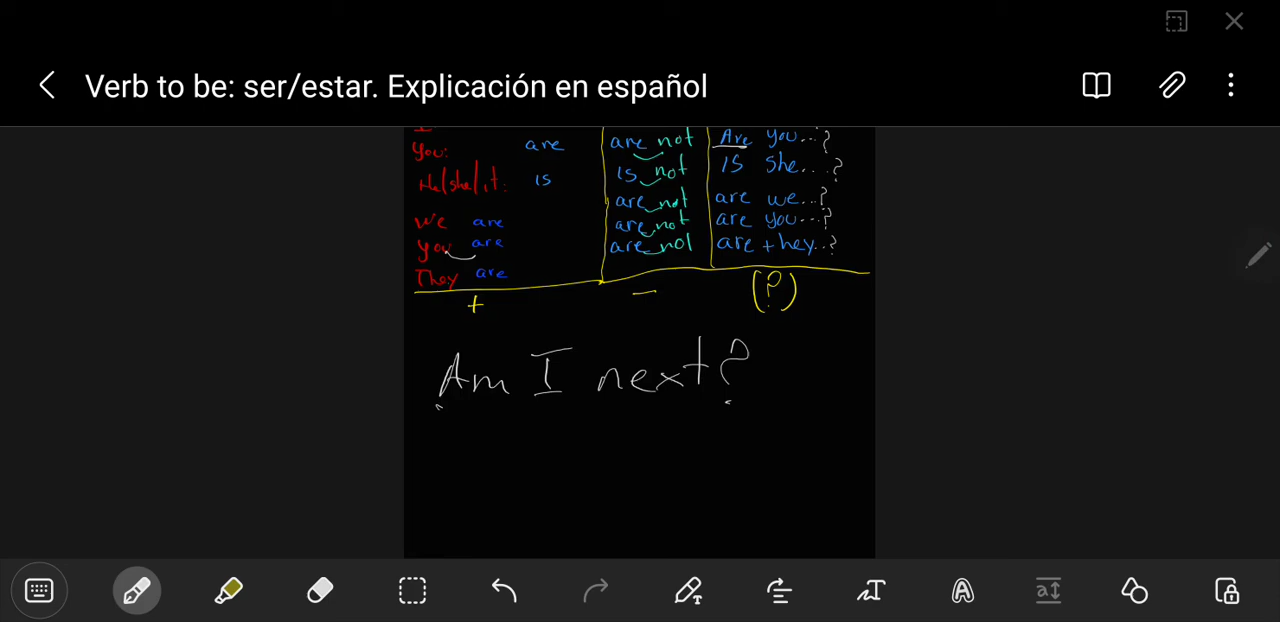 Verb to be: ser/estar. Explicación en español
You: are are not Are you...?
He/she/it: is is not is she...?
We are are not are we...?
you are are not are you...?
They are are not are they..?
+ - (?)
Am I next?